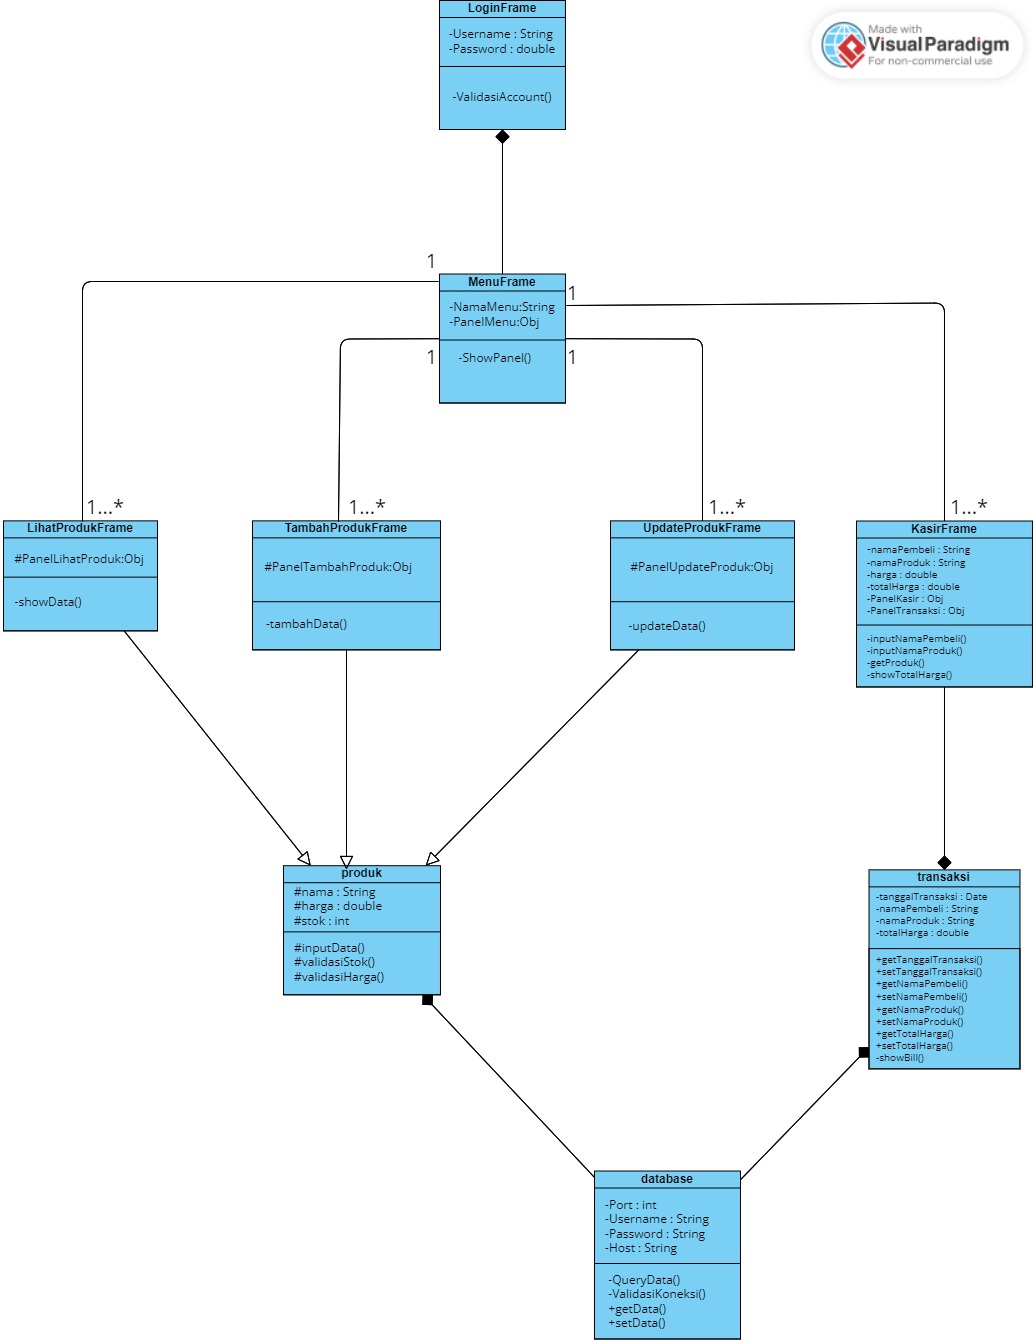 LoginFrame
-Username : String
-Password : double
-ValidasiAccount()
Made with
VisualParadigm
For non-commercial use
1
MenuFrame
-NamaMenu:String
-PanelMenu:Obj
-ShowPanel()
1
1
1
1...*
1...*
1...*
1...*
LihatProdukFrame
#PanelLihatProduk:Obj
-showData()
TambahProdukFrame
#PanelTambahProduk:Obj
-tambahData()
UpdateProdukFrame
#PanelUpdateProduk:Obj
-updateData()
KasirFrame
-namaPembeli : String
-namaProduk : String
-harga : double
-totalHarga : double
-PanelKasir : Obj
-PanelTransaksi : Obj
-inputNamaPembeli()
-inputNamaProduk()
-getProduk()
-showTotalHarga()
produk
#nama : String
#harga : double
#stok : int
#inputData()
#validasiStok()
#validasiHarga()
transaksi
-tanggalTransaksi : Date
-namaPembeli : String
-namaProduk : String
-totalHarga : double
+getTanggalTransaksi()
+setTanggalTransaksi()
+getNamaPembeli()
+setNamaPembeli()
+getNamaProduk()
+setNamaProduk()
+getTotalHarga()
+setTotalHarga()
-showBill()
database
-Port : int
-Username : String
-Password : String
-Host : String
-QueryData()
-ValidasiKoneksi()
+getData()
+setData()